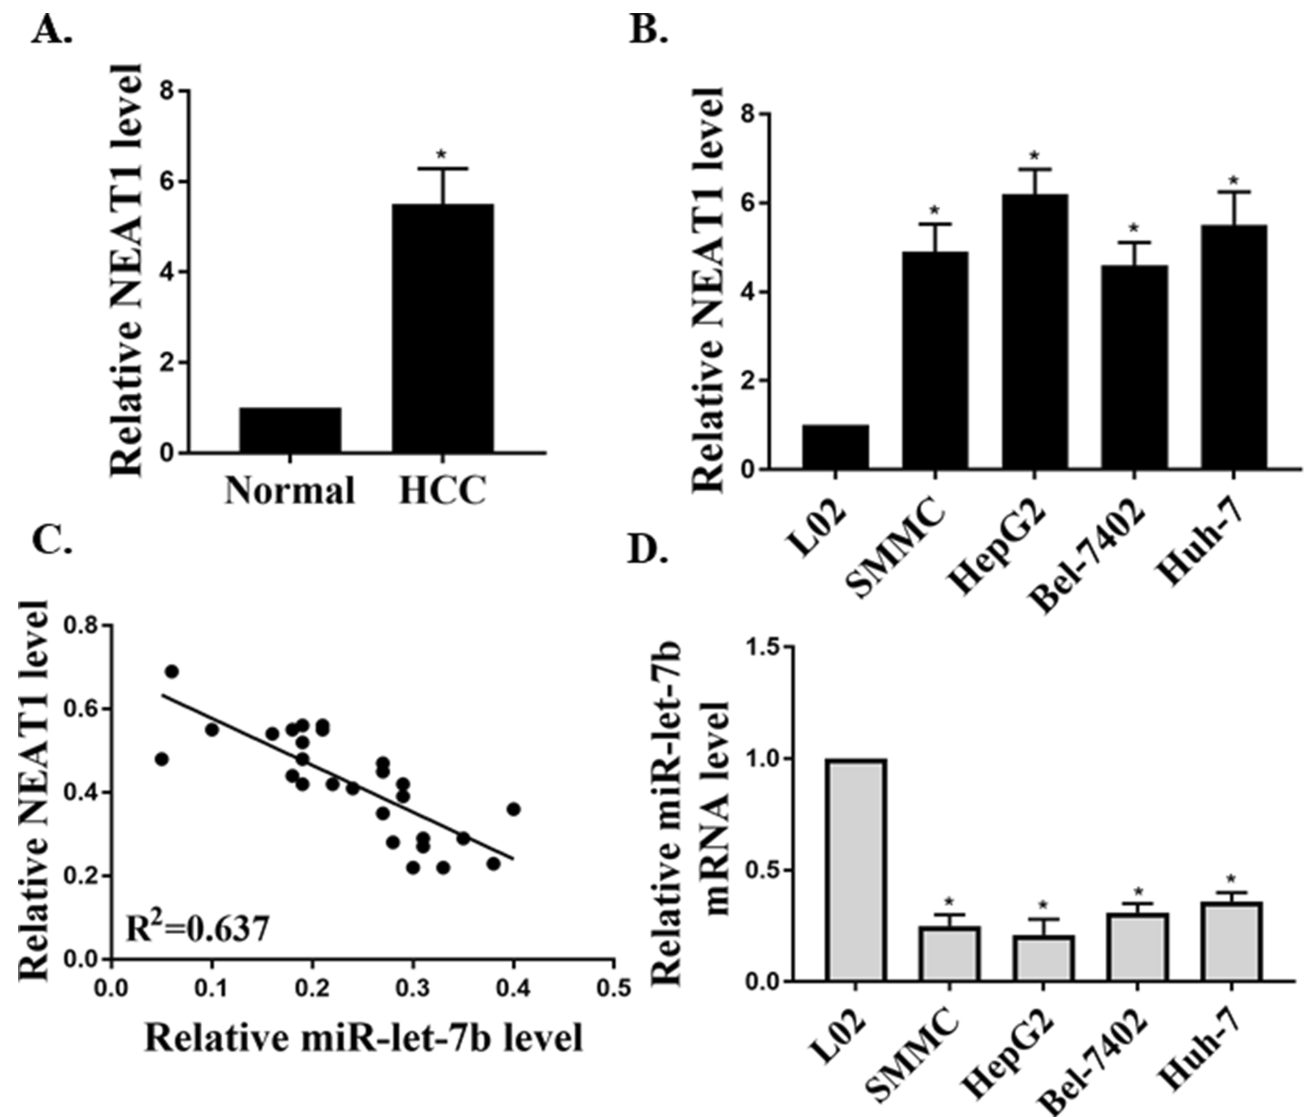 A.
Relative NEAT1 level
8
6
4
2
0
*
Normal
HCC
B.
Relative NEAT1 level
8
6
4
2
0
*
*
*
*
L02
SMMC
HepG2
Bel-7402
Huh-7
C.
Relative NEAT1 level
0.8
0.6
0.4
0.2
0.0
R²=0.637
0.0
0.1
0.2
0.3
0.4
0.5
Relative miR-let-7b level
D.
Relative miR-let-7b
mRNA level
1.5
1.0
0.5
0.0
*
*
*
*
L02
SMMC
HepG2
Bel-7402
Huh-7